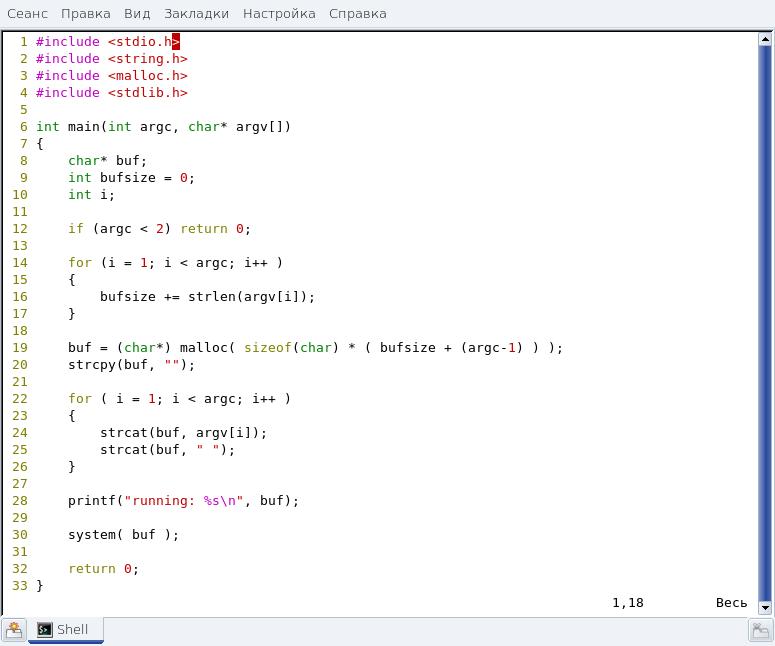 Сеанс Правка Вид Закладки Настройка Справка
1 #include <stdio.h>
2 #include <string.h>
3 #include <malloc.h>
4 #include <stdlib.h>
5
6 int main(int argc, char* argv[])
7 {
8     char* buf;
9     int bufsize = 0;
10     int i;
11
12     if (argc < 2) return 0;
13
14     for (i = 1; i < argc; i++ )
15     {
16         bufsize += strlen(argv[i]);
17     }
18
19     buf = (char*) malloc( sizeof(char) * ( bufsize + (argc-1) ) );
20     strcpy(buf, "");
21
22     for ( i = 1; i < argc; i++ )
23     {
24         strcat(buf, argv[i]);
25         strcat(buf, " ");
26     }
27
28     printf("running: %s\n", buf);
29
30     system( buf );
31
32     return 0;
33 }
1,18 Весь
Shell